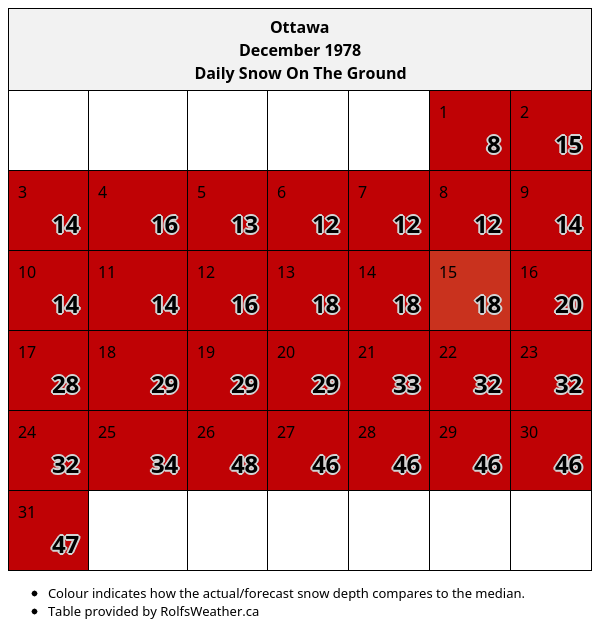 Ottawa
December 1978
Daily Snow On The Ground
1 2
8 15
3 4 5 6 7 8 9
14 16 13 12 12 12 14
10 11 12 13 14 15 16
14 14 16 18 18 18 20
17 18 19 20 21 22 23
28 29 29 29 33 32 32
24 25 26 27 28 29 30
32 34 48 46 46 46 46
31
47
• Colour indicates how the actual/forecast snow depth compares to the median.
• Table provided by RolfsWeather.ca